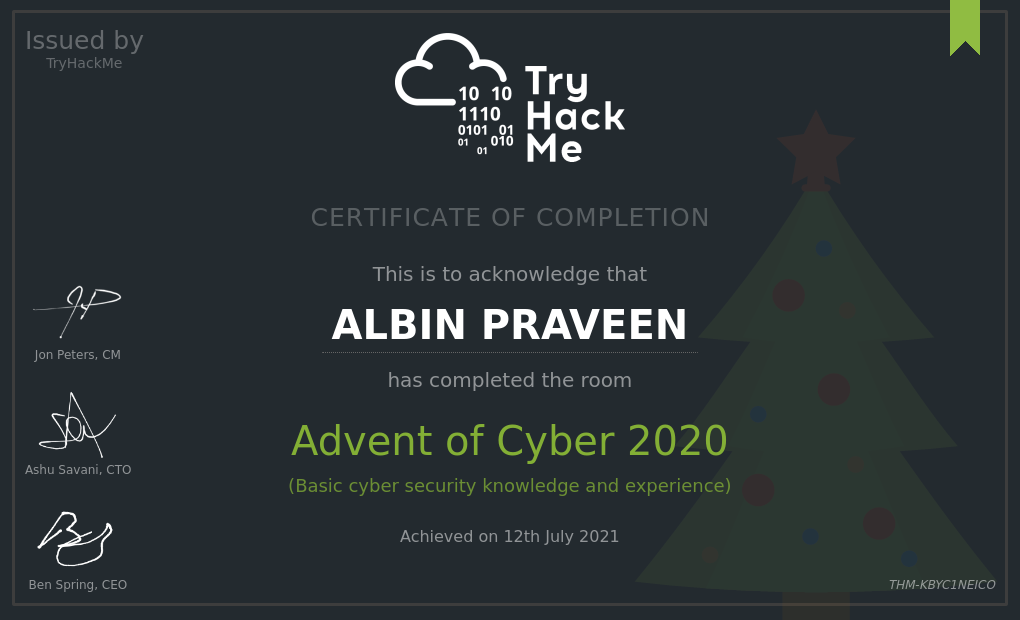 Issued by
TryHackMe
10 10
1110
0101 01
01 010
01
Try
Hack
Me
CERTIFICATE OF COMPLETION
This is to acknowledge that
ALBIN PRAVEEN
has completed the room
Advent of Cyber 2020
(Basic cyber security knowledge and experience)
Achieved on 12th July 2021
Jon Peters, CM
Ashu Savani, CTO
Ben Spring, CEO
THM-KBYC1NEICO